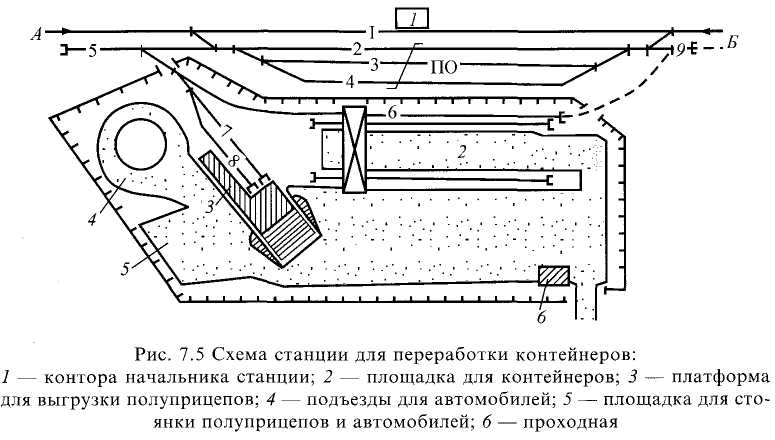 1
А
I
Б
5
2
9
3
ПО
4
6
7
2
8
3
4
5
6
Рис. 7.5 Схема станции для переработки контейнеров:
1 — контора начальника станции; 2 — площадка для контейнеров; 3 — платформа
для выгрузки полуприцепов; 4 — подъезды для автомобилей; 5 — площадка для сто-
янки полуприцепов и автомобилей; 6 — проходная